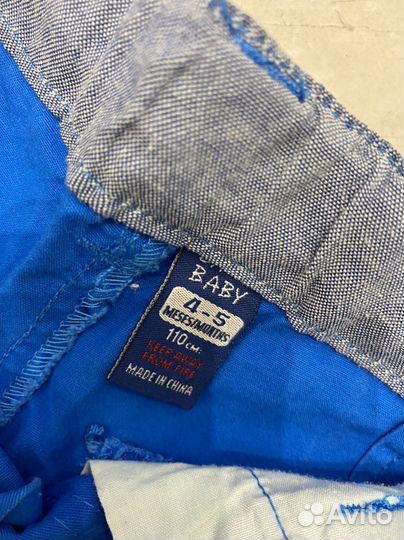 BABY
4-5
MESES/MONTHS
110 CM.
KEEP AWAY
FROM FIRE
MADE IN CHINA
Avito